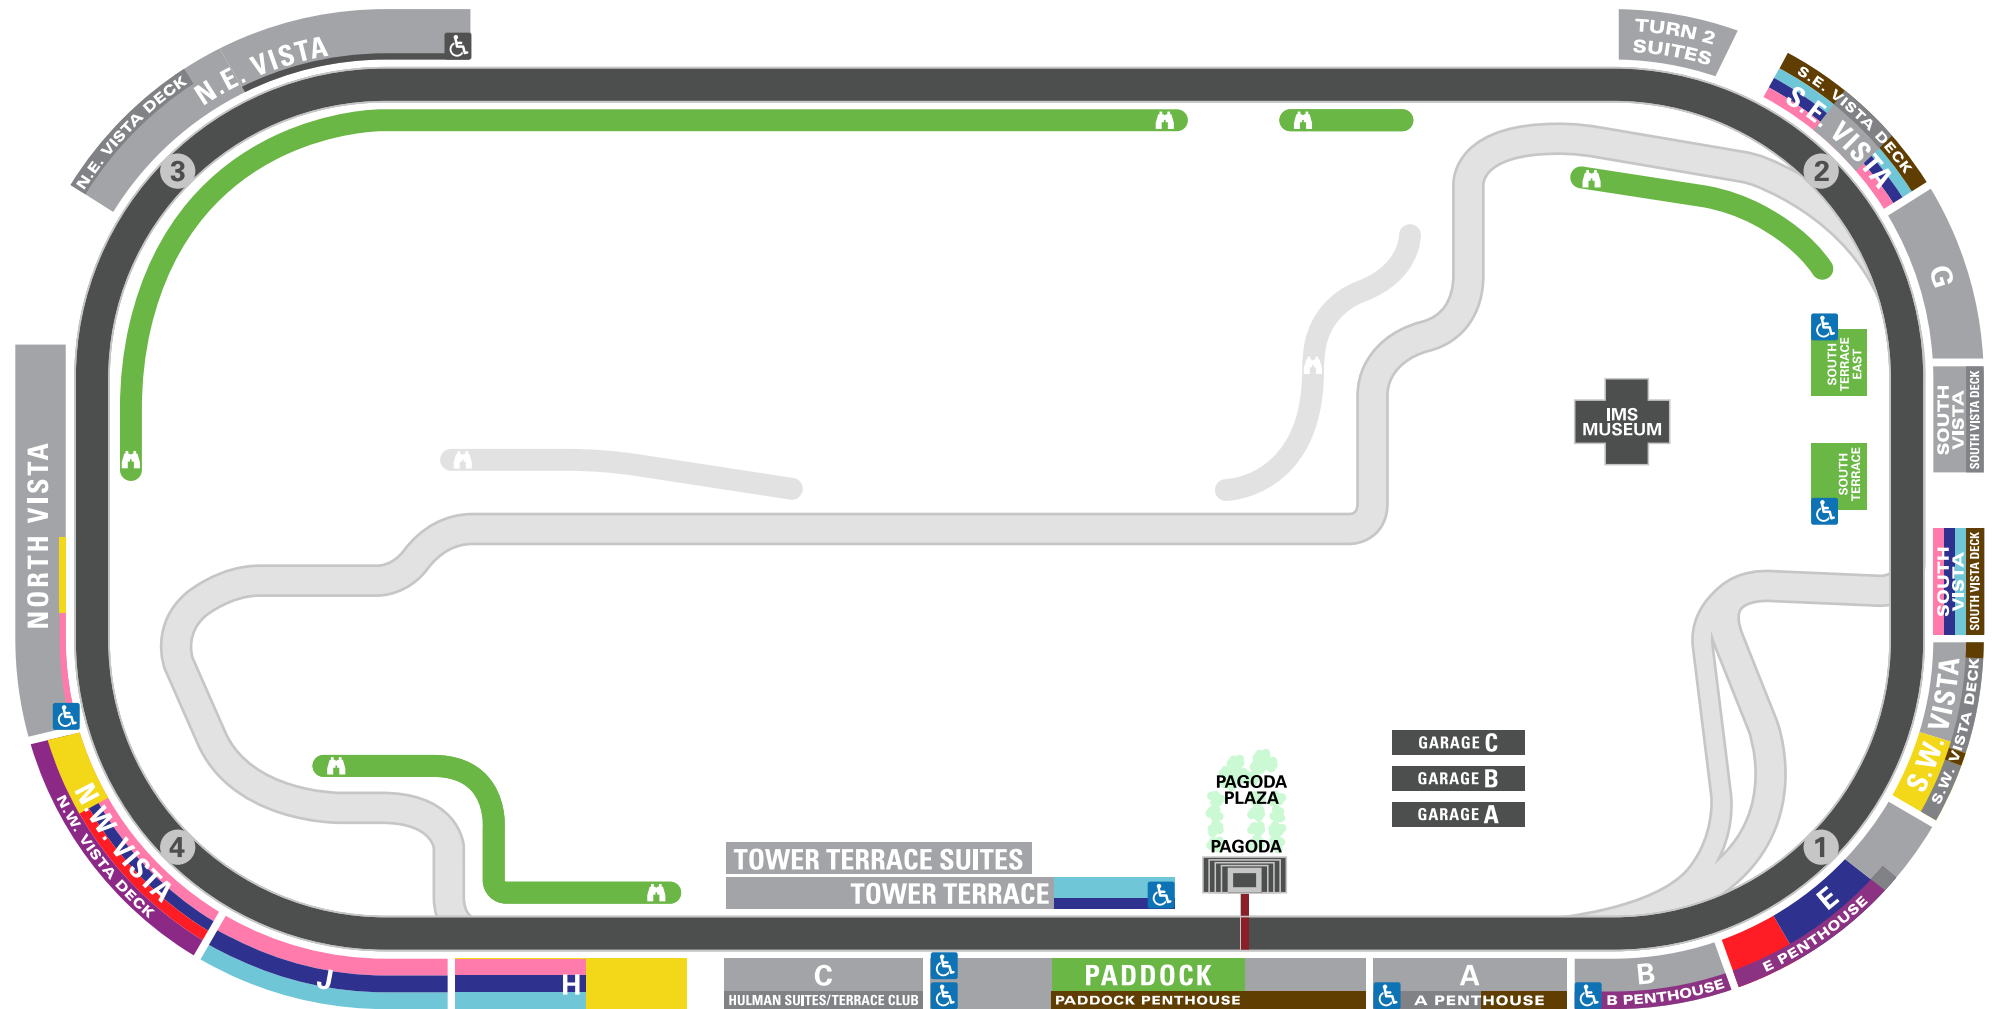 N.E. VISTA
N.E. VISTA DECK
TURN 2
SUITES
S.E. VISTA DECK
S.E. VISTA
3
2
G
SOUTH
TERRACE
EAST
SOUTH
VISTA
SOUTH VISTA DECK
IMS
MUSEUM
SOUTH
TERRACE
NORTH VISTA
SOUTH
VISTA
SOUTH VISTA DECK
S.W. VISTA
S.W. VISTA DECK
GARAGE C
GARAGE B
GARAGE A
PAGODA
PLAZA
PAGODA
N.W. VISTA
N.W. VISTA DECK
4
1
TOWER TERRACE SUITES
TOWER TERRACE
E
E PENTHOUSE
J
H
C
HULMAN SUITES/TERRACE CLUB
PADDOCK
PADDOCK PENTHOUSE
A
A PENTHOUSE
B
B PENTHOUSE